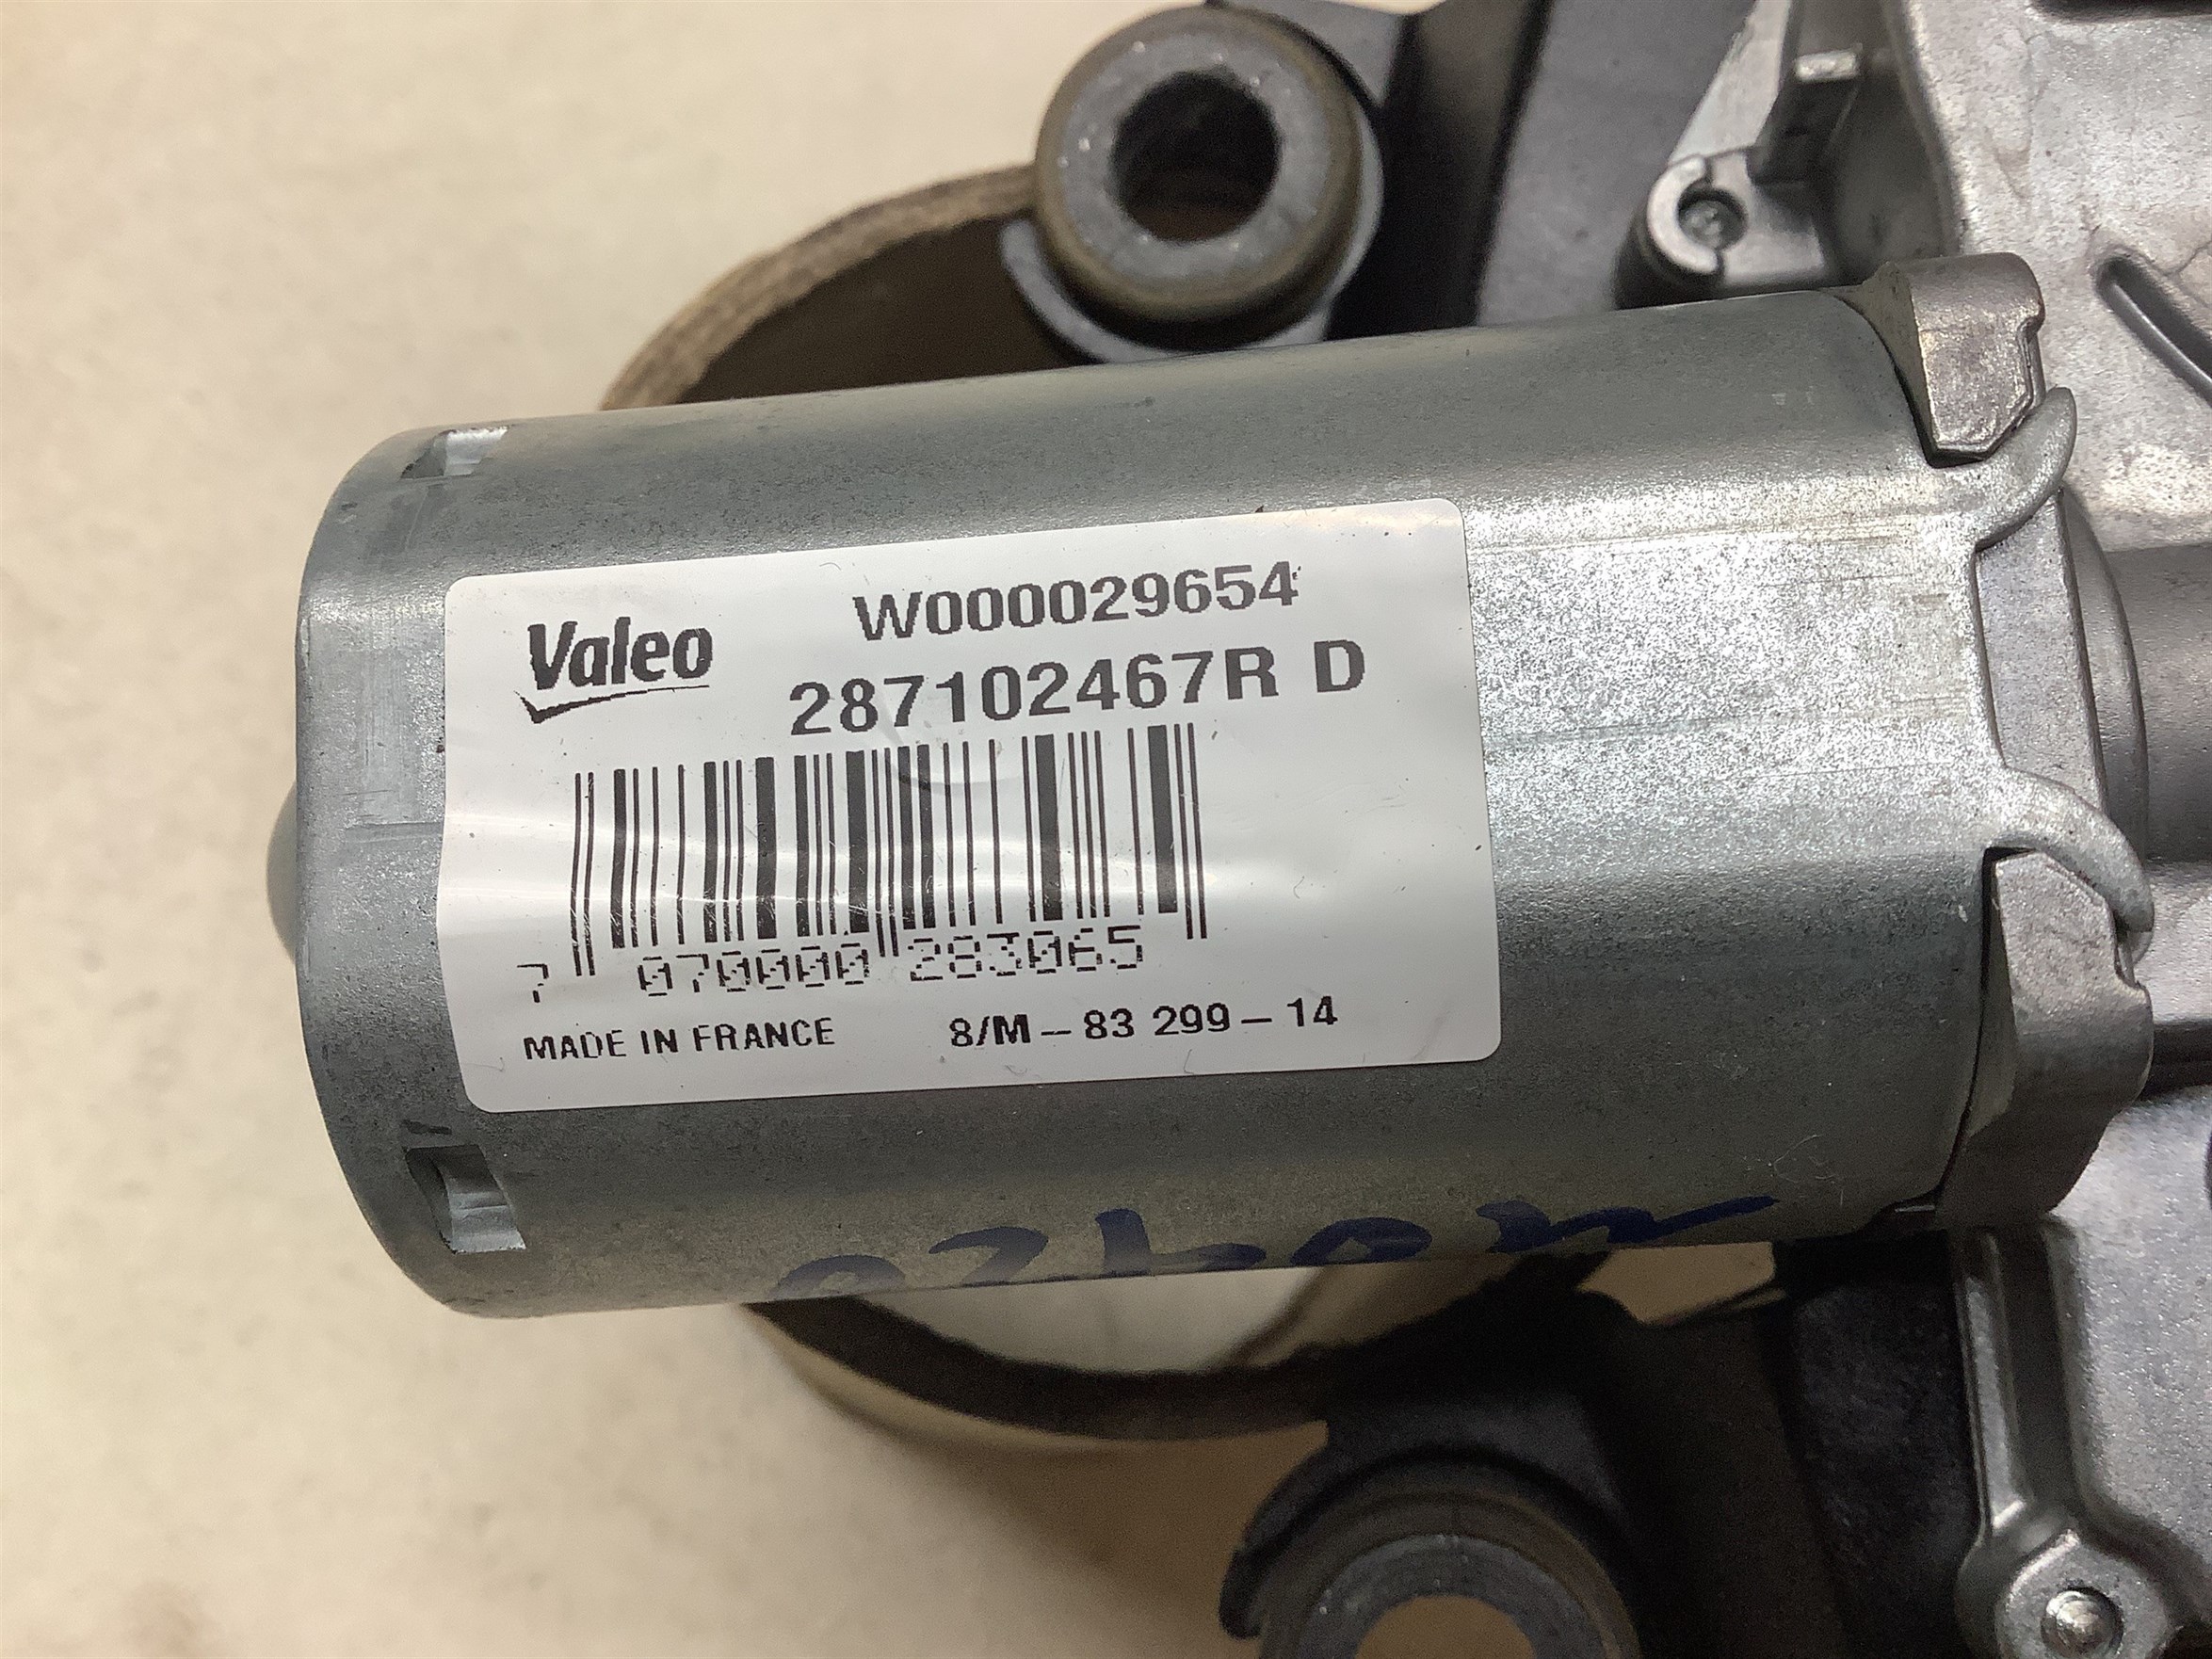 Valeo
W000029654
287102467R D
7 070000 283065
MADE IN FRANCE 8/M-83 299-14